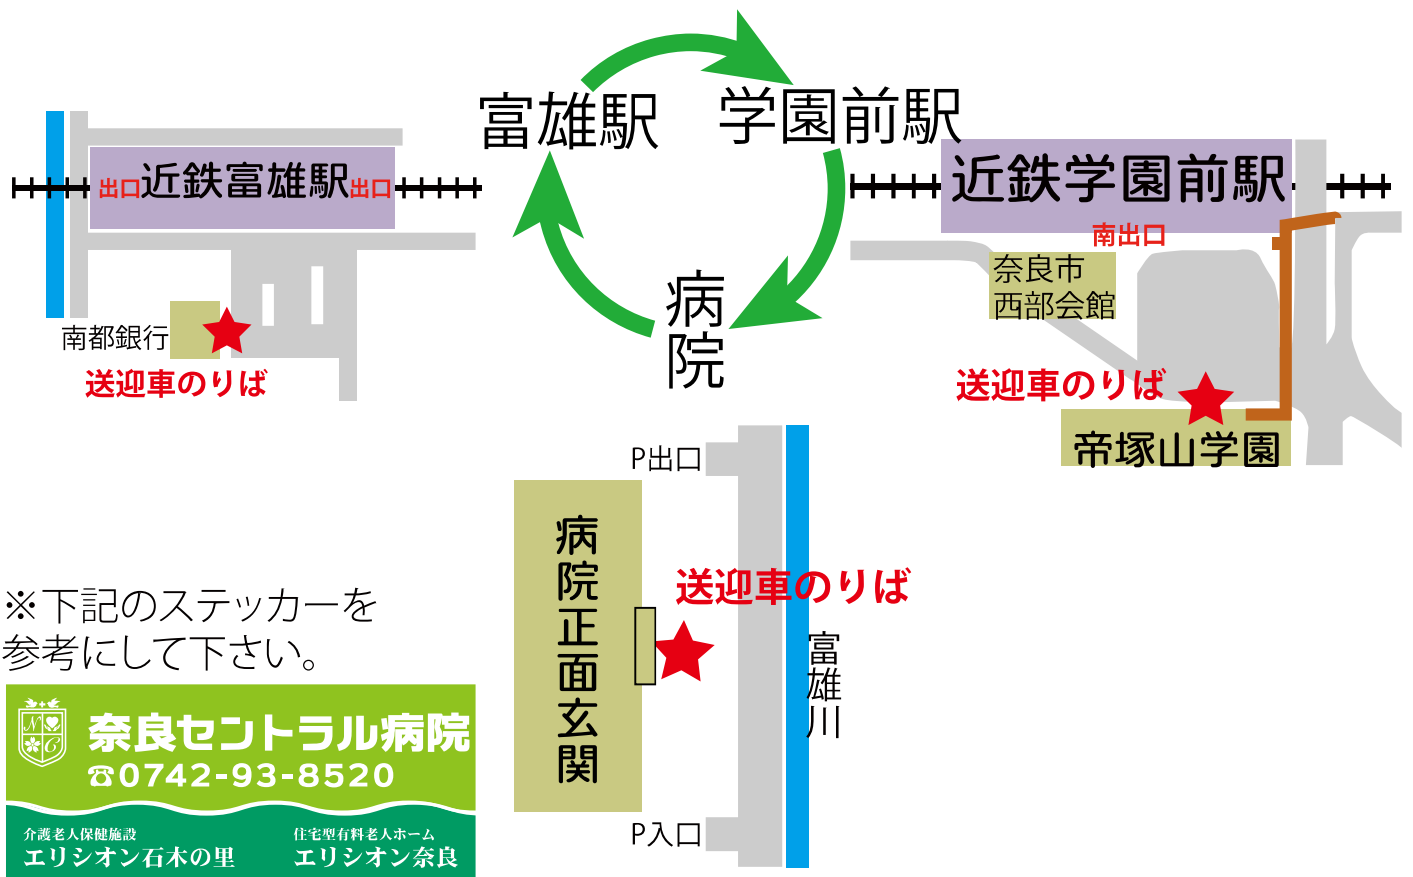 富雄駅
学園前駅
病院
出口
近鉄富雄駅
出口
南都銀行
送迎車のりば
近鉄学園前駅
南出口
奈良市
西部会館
送迎車のりば
帝塚山学園
P出口
病院正面玄関
送迎車のりば
富雄川
P入口
※下記のステッカーを
参考にして下さい。
N
C
奈良セントラル病院
☎0742-93-8520
介護老人保健施設
エリシオン石木の里
住宅型有料老人ホーム
エリシオン奈良